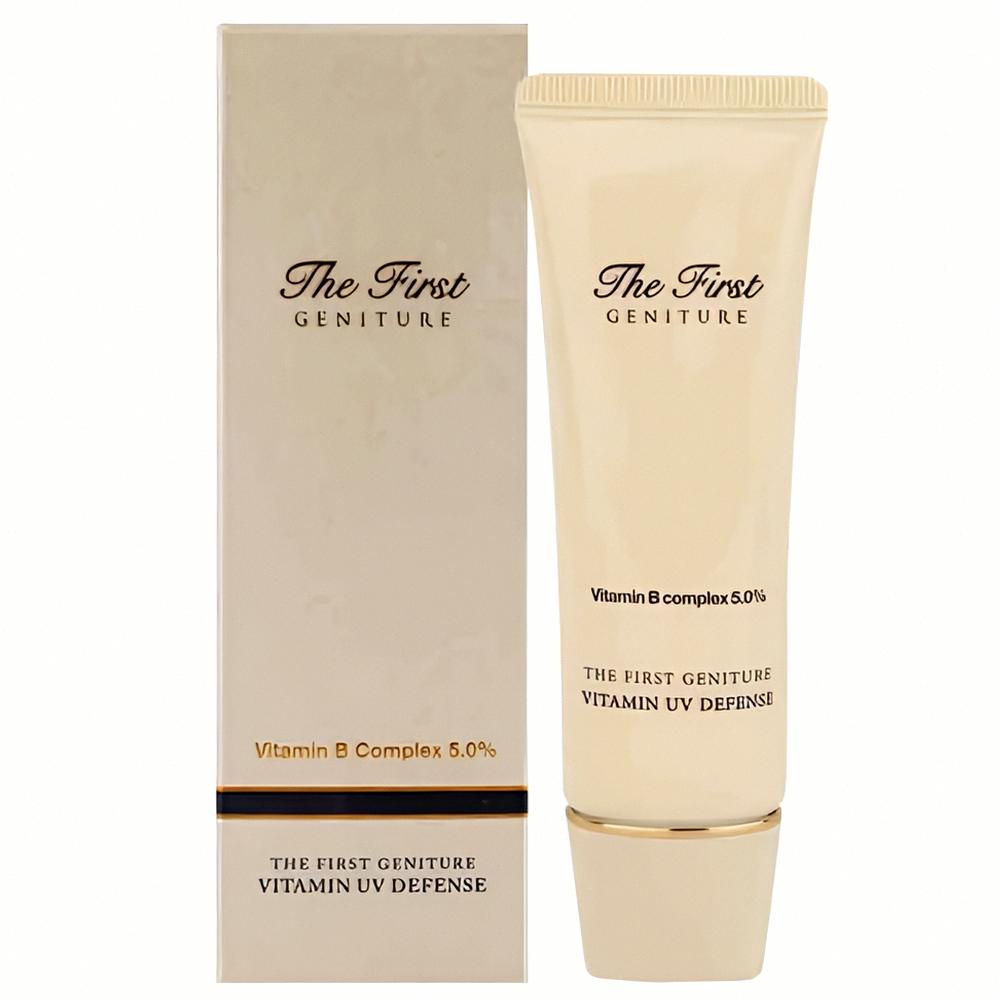 The First
GENITURE
Vitamin B Complex 5.0%
THE FIRST GENITURE
VITAMIN UV DEFENSE
The First
GENITURE
Vitamin B complex 5.0%
THE FIRST GENITURE
VITAMIN UV DEFENSE